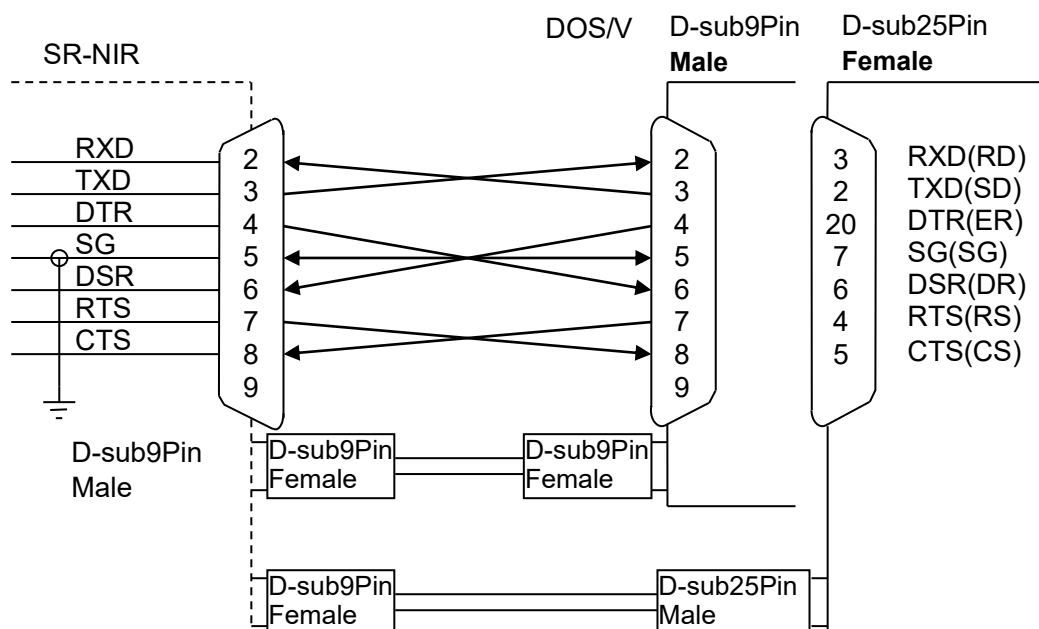 DOS/V
D-sub9Pin
Male
D-sub25Pin
Female
SR-NIR
RXD
TXD
DTR
SG
DSR
RTS
CTS
2
3
4
5
6
7
8
9
2
3
4
5
6
7
8
9
3
2
20
7
6
4
5
RXD(RD)
TXD(SD)
DTR(ER)
SG(SG)
DSR(DR)
RTS(RS)
CTS(CS)
D-sub9Pin
Male
D-sub9Pin
Female
D-sub9Pin
Female
D-sub9Pin
Female
D-sub25Pin
Male